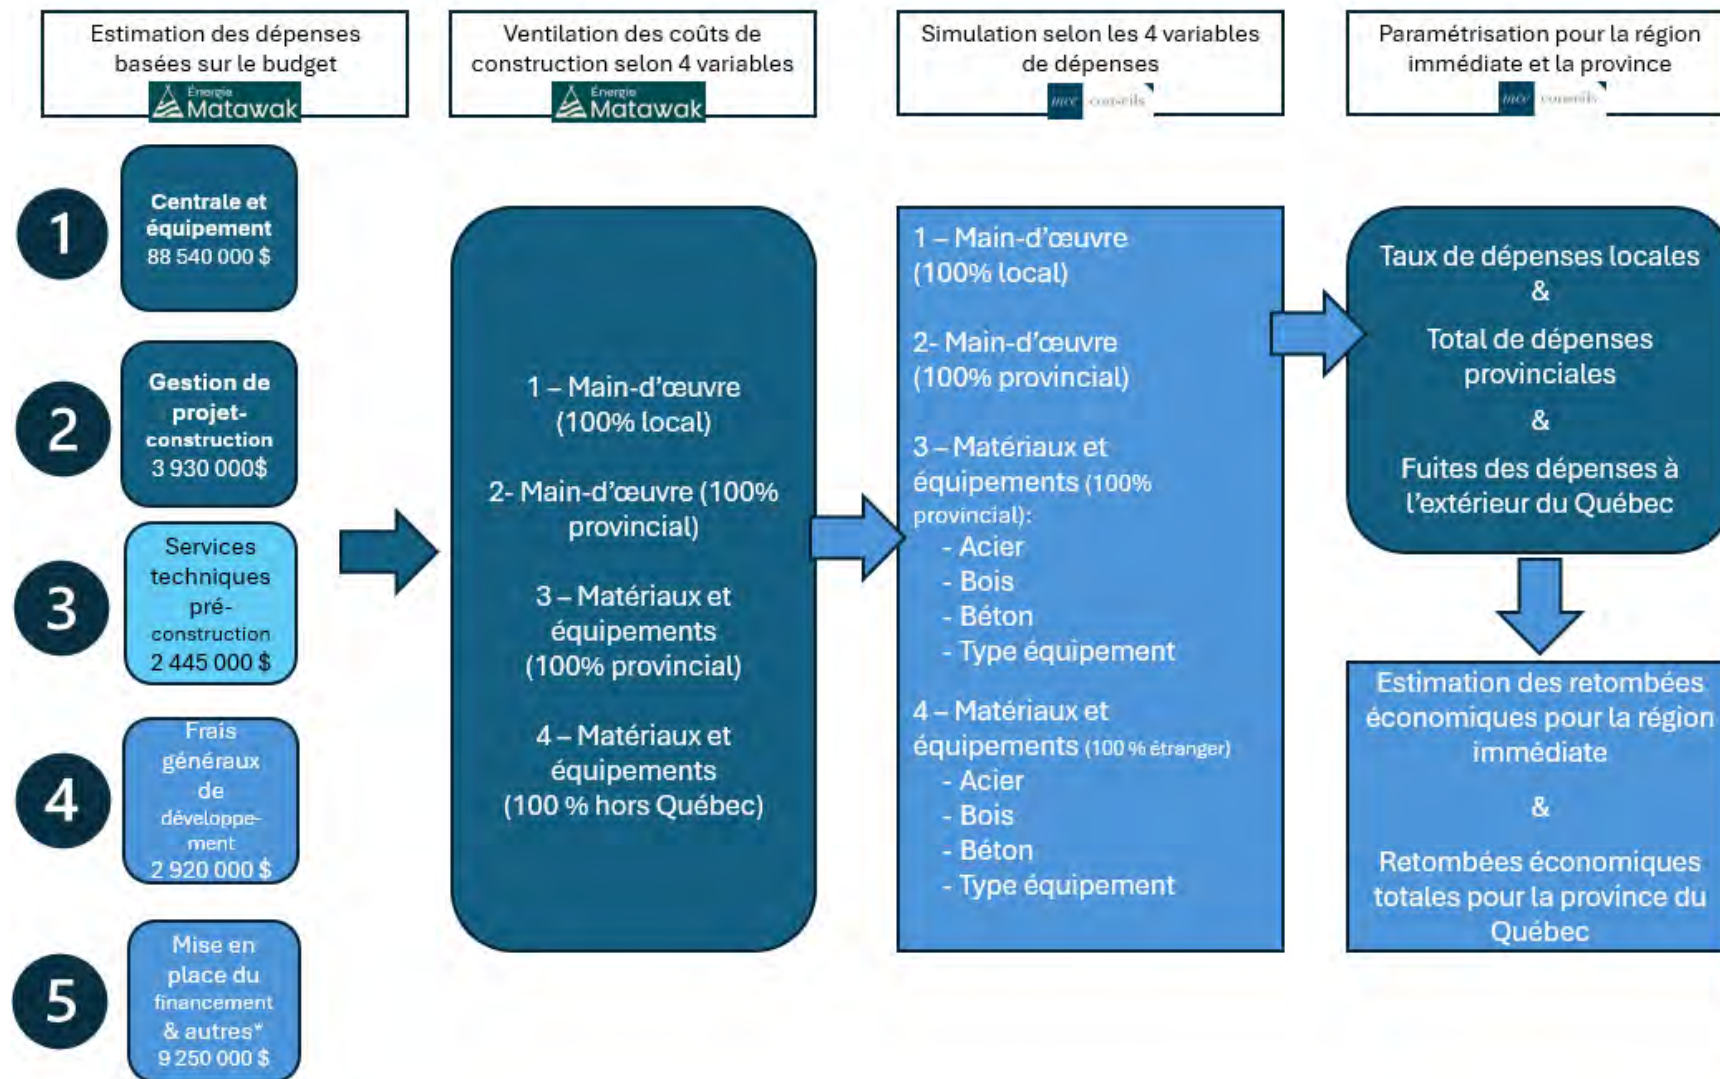 Estimation des dépenses
basées sur le budget
Énergie
Matawak
Ventilation des coûts de
construction selon 4 variables
Énergie
Matawak
Simulation selon les 4 variables
de dépenses
mce conseils
Paramétrisation pour la région
immédiate et la province
mce conseils
1
Centrale et
équipement
88 540 000 $
2
Gestion de
projet-
construction
3 930 000$
3
Services
techniques
pré-
construction
2 445 000 $
4
Frais
généraux
de
développe-
ment
2 920 000 $
5
Mise en
place du
financement
& autres*
9 250 000 $
1 – Main-d’œuvre
(100% local)
2- Main-d’œuvre (100%
provincial)
3 – Matériaux et
équipements
(100% provincial)
4 – Matériaux et
équipements
(100 % hors Québec)
1 – Main-d’œuvre
(100% local)
2- Main-d’œuvre
(100% provincial)
3 – Matériaux et
équipements (100%
provincial):
- Acier
- Bois
- Béton
- Type équipement
4 – Matériaux et
équipements (100 % étranger)
- Acier
- Bois
- Béton
- Type équipement
Taux de dépenses locales
&
Total de dépenses
provinciales
&
Fuites des dépenses à
l’extérieur du Québec
Estimation des retombées
économiques pour la région
immédiate
&
Retombées économiques
totales pour la province du
Québec